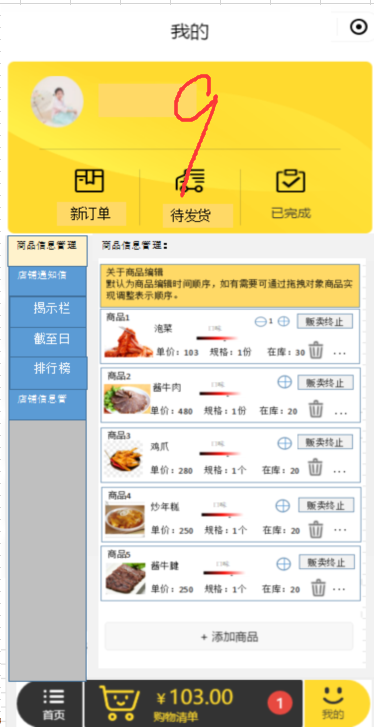 我的
9
新订单
待发货
已完成
商品信息管理
店铺通知信
揭示栏
截至日
排行榜
店铺信息管
商品信息管理:
关于商品编辑
默认为商品编辑时间顺序，如有需要可通过拖拽对象商品实
现调整表示顺序。
商品1
泡菜
1
贩卖终止
单价: 103 规格: 1份 在库: 30 ...
商品2
酱牛肉
贩卖终止
单价: 480 规格: 1份 在库: 20 ...
商品3
鸡爪
贩卖终止
单价: 280 规格: 1个 在库: 20 ...
商品4
炒年糕
贩卖终止
单价: 250 规格: 1个 在库: 20 ...
商品5
酱牛腱
贩卖终止
单价: 250 规格: 1个 在库: 20 ...
+ 添加商品
首页
¥103.00
购物清单
1
我的